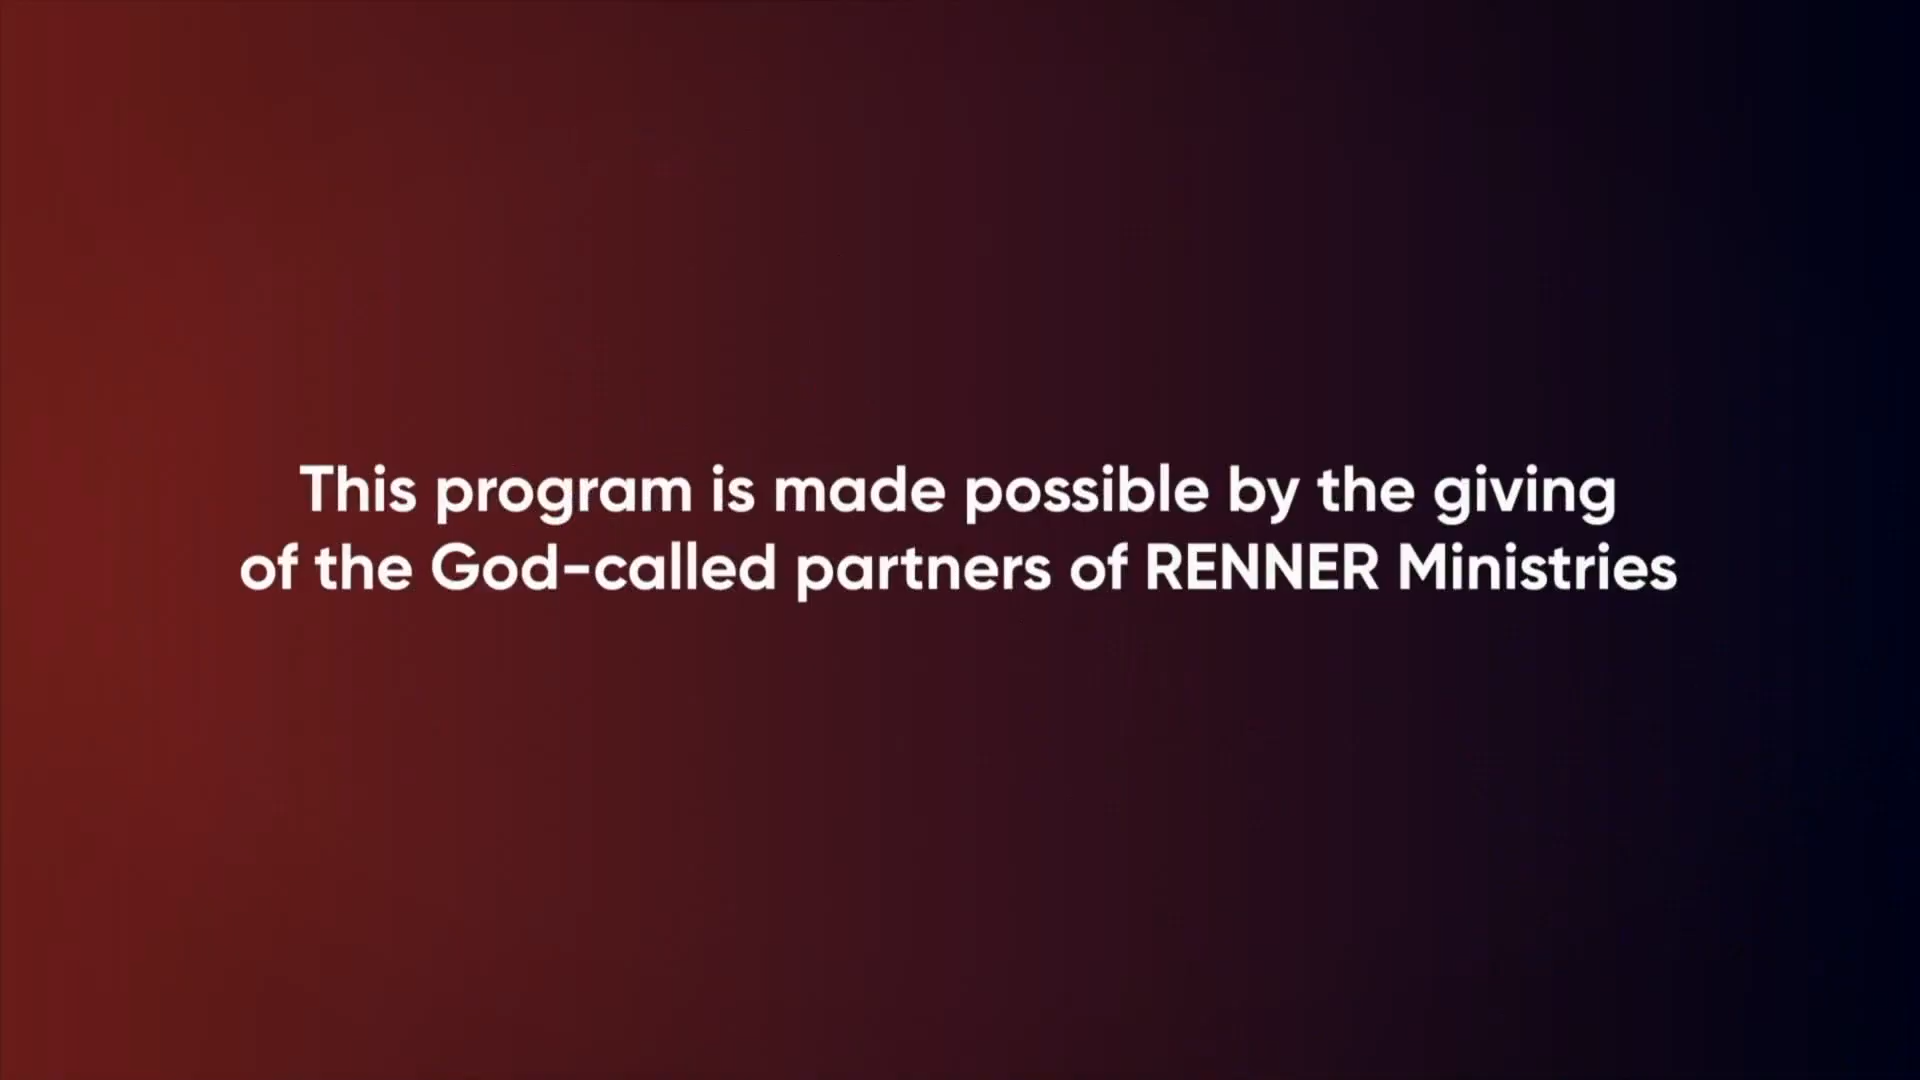 This program is made possible by the giving
of the God-called partners of RENNER Ministries